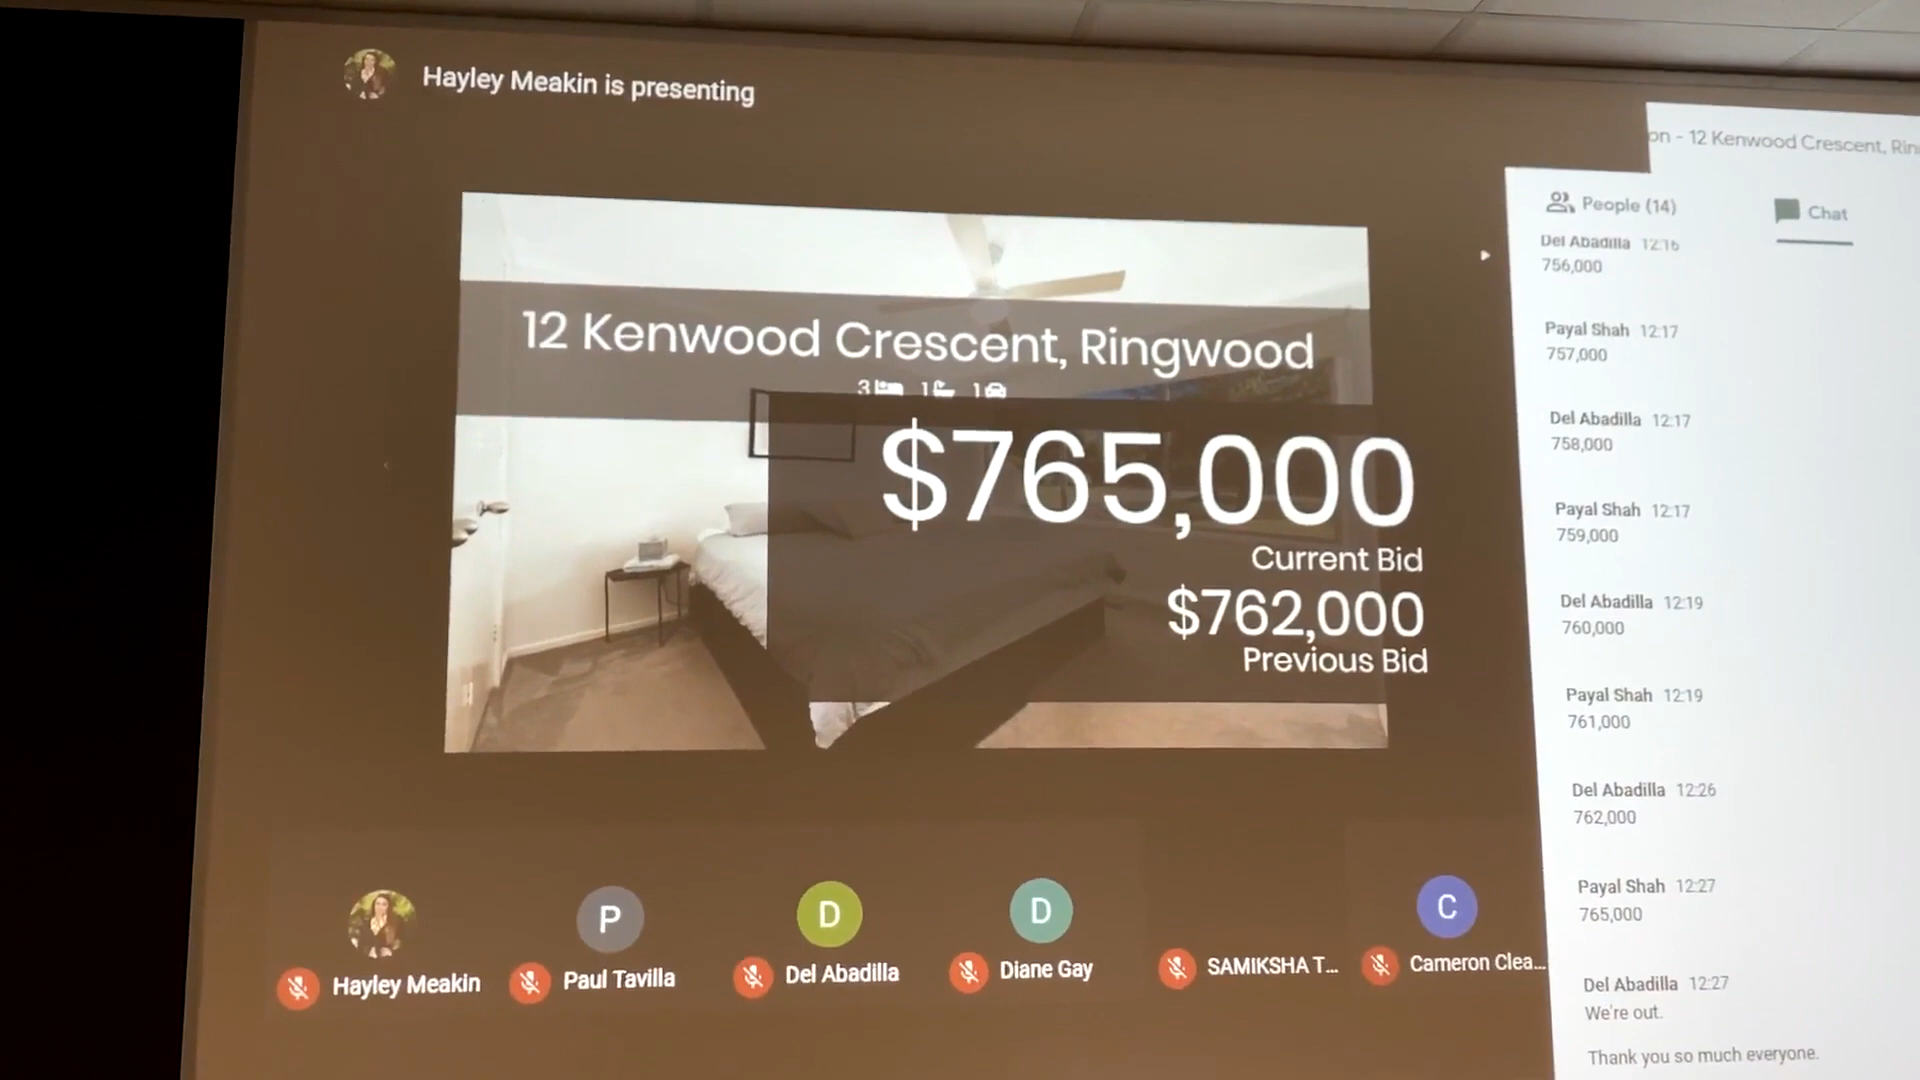 Hayley Meakin is presenting
on - 12 Kenwood Crescent, Rin
People (14)
Chat
12 Kenwood Crescent, Ringwood
3 1 1
$765,000
Current Bid
$762,000
Previous Bid
Del Abadilla 12:16
756,000
Payal Shah 12:17
757,000
Del Abadilla 12:17
758,000
Payal Shah 12:17
759,000
Del Abadilla 12:19
760,000
Payal Shah 12:19
761,000
Del Abadilla 12:26
762,000
Payal Shah 12:27
765,000
Del Abadilla 12:27
We're out.
Thank you so much everyone.
P
D
D
C
Hayley Meakin
Paul Tavilla
Del Abadilla
Diane Gay
SAMIKSHA T...
Cameron Clea...